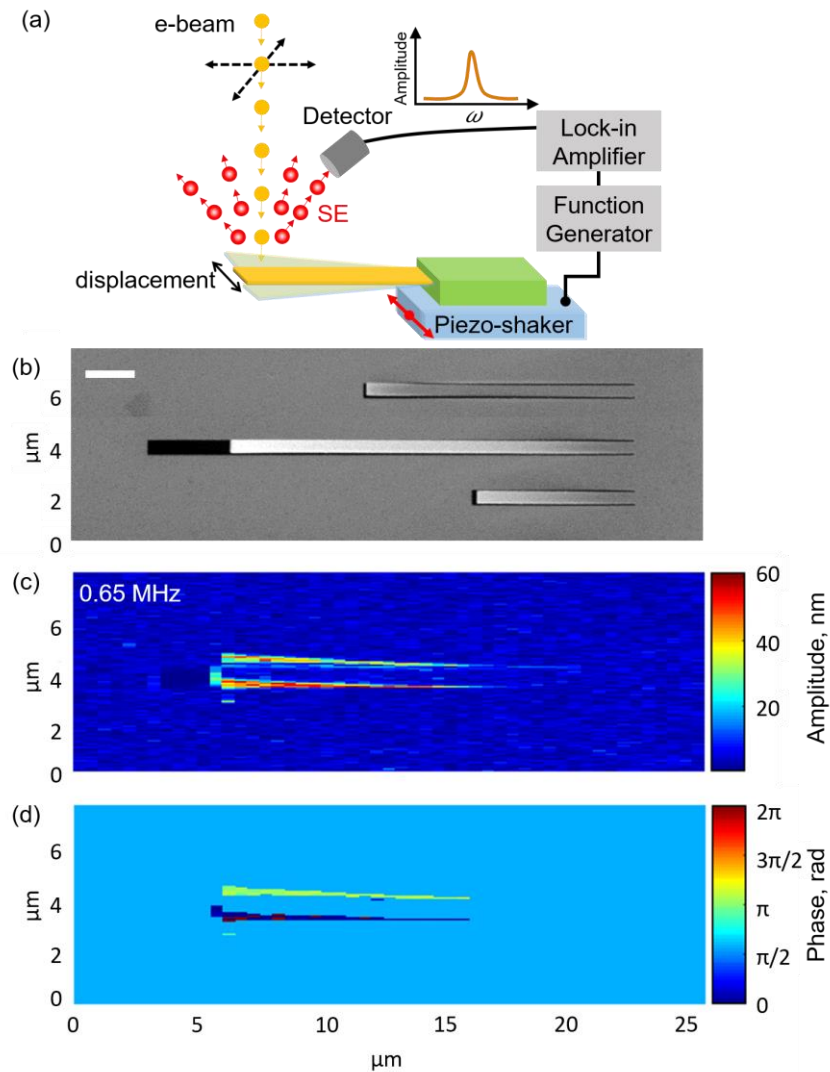 (a)
e-beam
Amplitude
ω
Detector
Lock-in
Amplifier
SE
Function
Generator
displacement
Piezo-shaker
(b)
6
4
2
0
μm
(c)
0.65 MHz
6
4
2
0
μm
60
40
20
Amplitude, nm
(d)
6
4
2
0
μm
2π
3π/2
π
π/2
0
Phase, rad
0
5
10
15
20
25
μm